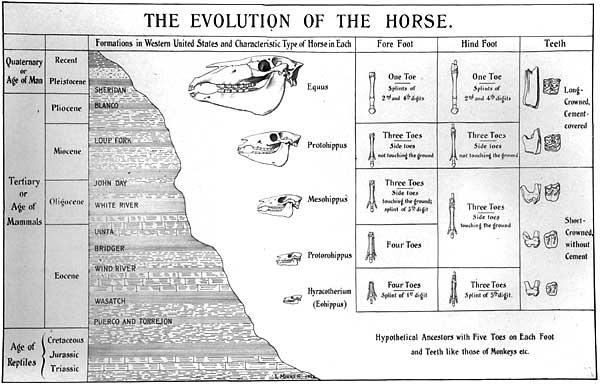 THE EVOLUTION OF THE HORSE.
Formations in Western United States and Characteristic Type of Horse in Each
Fore Foot
Hind Foot
Teeth
Quaternary
or
Age of Man
Recent
Pleistocene
SHERIDAN
Equus
One Toe
Splints of
2nd and 4th digits
One Toe
Splints of
2nd and 4th digits
Long-
Crowned,
Cement-
covered
Tertiary
or
Age of
Mammals
Pliocene
BLANCO
Miocene
LOUP FORK
Protohippus
Three Toes
Side toes
not touching the ground
Three Toes
Side toes
not touching the ground
Oligocene
JOHN DAY
WHITE RIVER
Mesohippus
Three Toes
Side toes
touching the ground;
splint of 5th digit
Three Toes
Side toes
touching the ground
Short-
Crowned,
without
Cement
Eocene
UINTA
BRIDGER
WIND RIVER
WASATCH
PUERCO AND TORREJON
Protorohippus
Four Toes
Hyracotherium
(Eohippus)
Four Toes
Splint of 1st digit
Three Toes
Splint of 5th digit.
Age of
Reptiles
Cretaceous
Jurassic
Triassic
Hypothetical Ancestors with Five Toes on Each Foot
and Teeth like those of Monkeys etc.